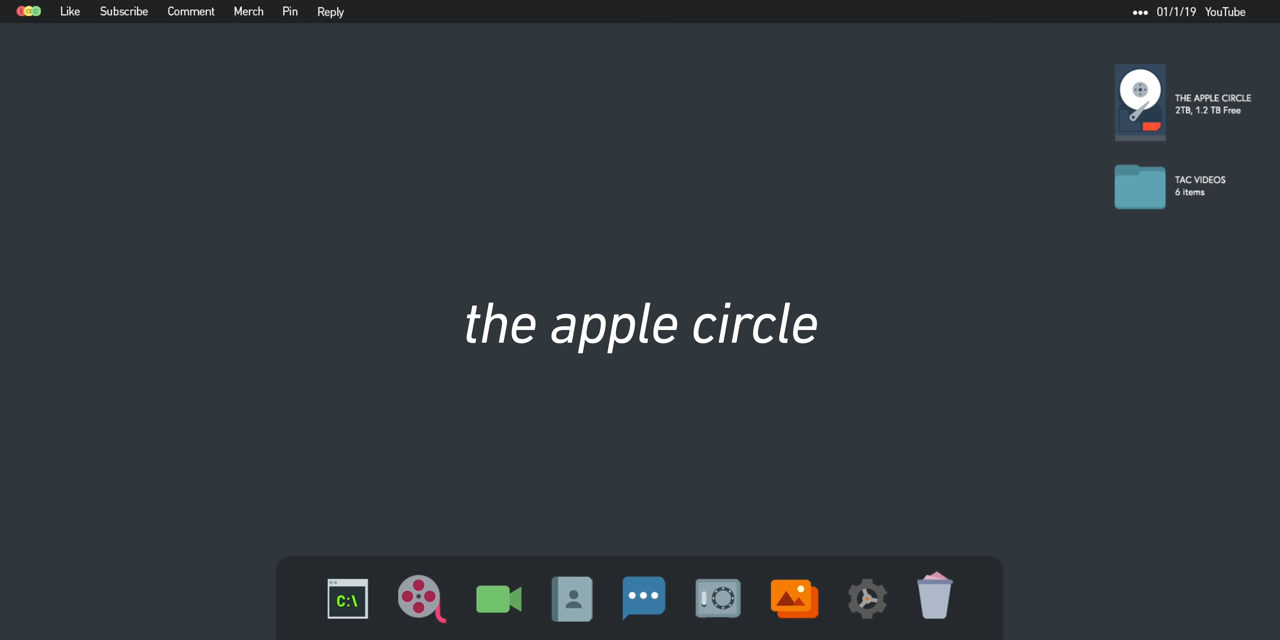 tac Like Subscribe Comment Merch Pin Reply ••• 01/1/19 YouTube
THE APPLE CIRCLE
2TB, 1.2 TB Free
TAC VIDEOS
6 items
the apple circle
C:\